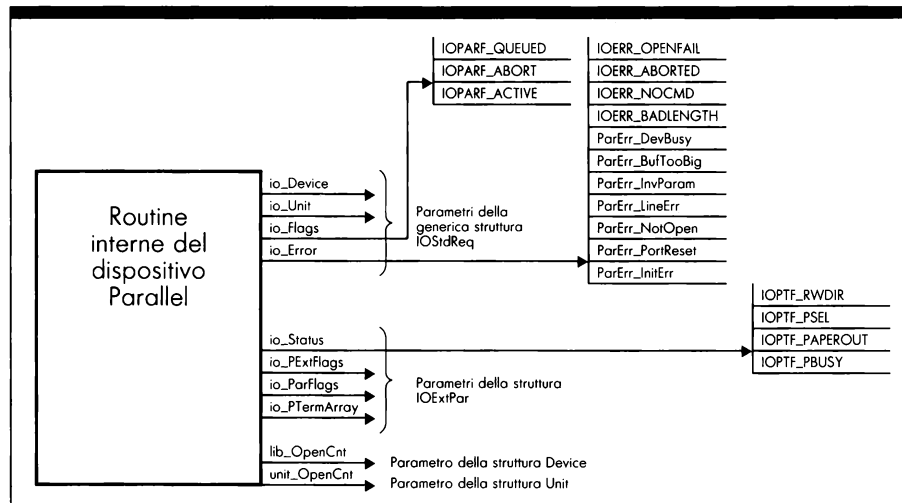 IOPARF_QUEUED
IOPARF_ABORT
IOPARF_ACTIVE
IOERR_OPENFAIL
IOERR_ABORTED
IOERR_NOCMD
IOERR_BADLENGTH
ParErr_DevBusy
ParErr_BufTooBig
ParErr_InvParam
ParErr_LineErr
ParErr_NotOpen
ParErr_PortReset
ParErr_InitErr
Routine
interne del
dispositivo
Parallel
io_Device
io_Unit
io_Flags
io_Error
Parametri della
generica struttura
IOStdReq
IOPTF_RWDIR
IOPTF_PSEL
IOPTF_PAPEROUT
IOPTF_PBUSY
io_Status
io_PExtFlags
io_ParFlags
io_PTermArray
Parametri della struttura
IOExtPar
lib_OpenCnt
Parametro della struttura Device
unit_OpenCnt
Parametro della struttura Unit